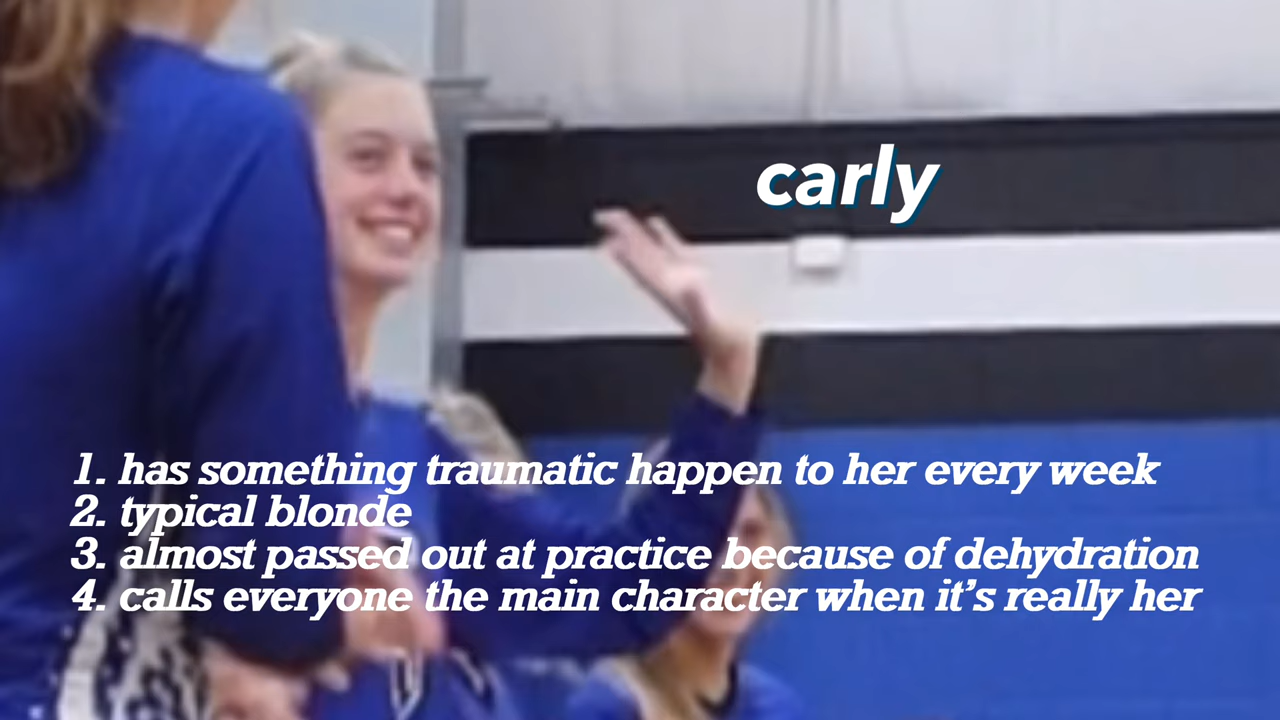 carly
1. has something traumatic happen to her every week
2. typical blonde
3. almost passed out at practice because of dehydration
4. calls everyone the main character when it's really her